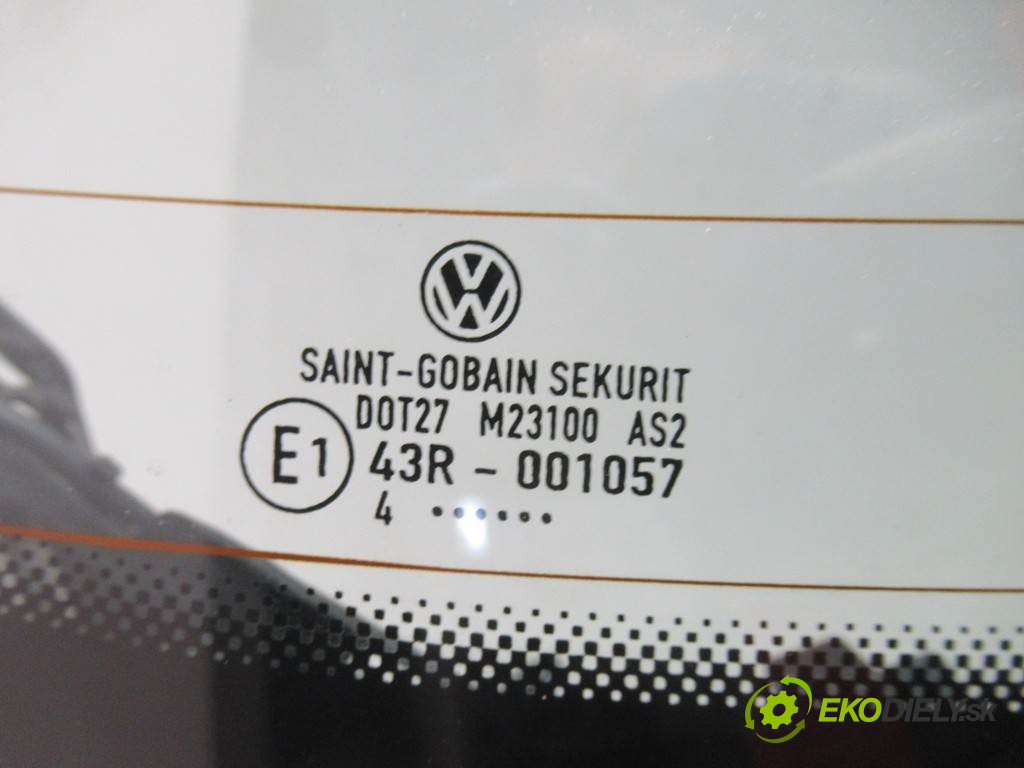 SAINT-GOBAIN SEKURIT
DOT27 M23100 AS2
E1 43R - 001057
4 ......
EKODIELY.sk